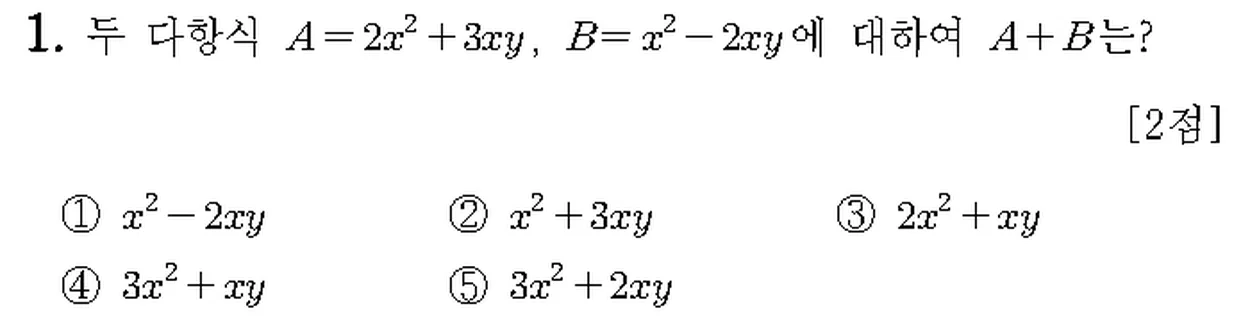 1. 두 다항식 A=2x²+3xy, B=x²-2xy에 대하여 A+B는?
[2점]
① x²-2xy ② x²+3xy ③ 2x²+xy
④ 3x²+xy ⑤ 3x²+2xy